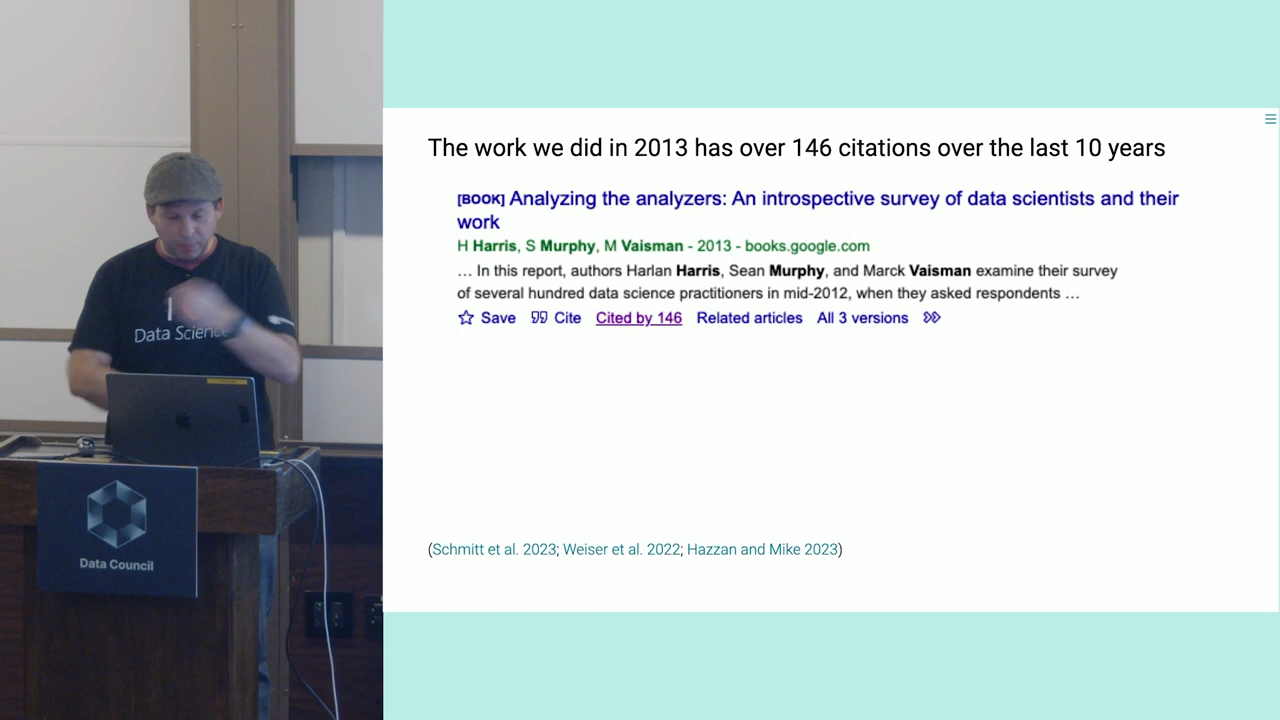 The work we did in 2013 has over 146 citations over the last 10 years
[BOOK] Analyzing the analyzers: An introspective survey of data scientists and their
work
H Harris, S Murphy, M Vaisman - 2013 - books.google.com
... In this report, authors Harlan Harris, Sean Murphy, and Marck Vaisman examine their survey
of several hundred data science practitioners in mid-2012, when they asked respondents ...
Save Cite Cited by 146 Related articles All 3 versions
(Schmitt et al. 2023; Weiser et al. 2022; Hazzan and Mike 2023)
I
Data Science
Data Council